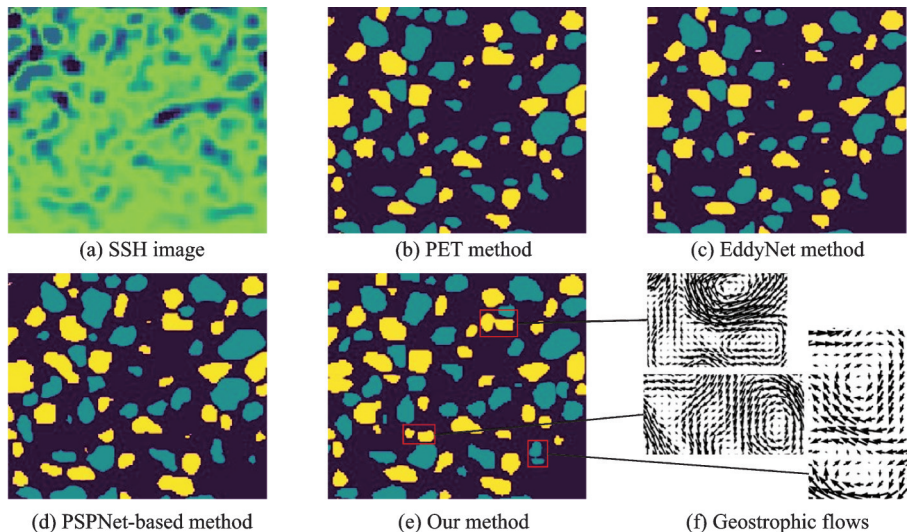 (a) SSH image
(b) PET method
(c) EddyNet method
(d) PSPNet-based method
(e) Our method
(f) Geostrophic flows